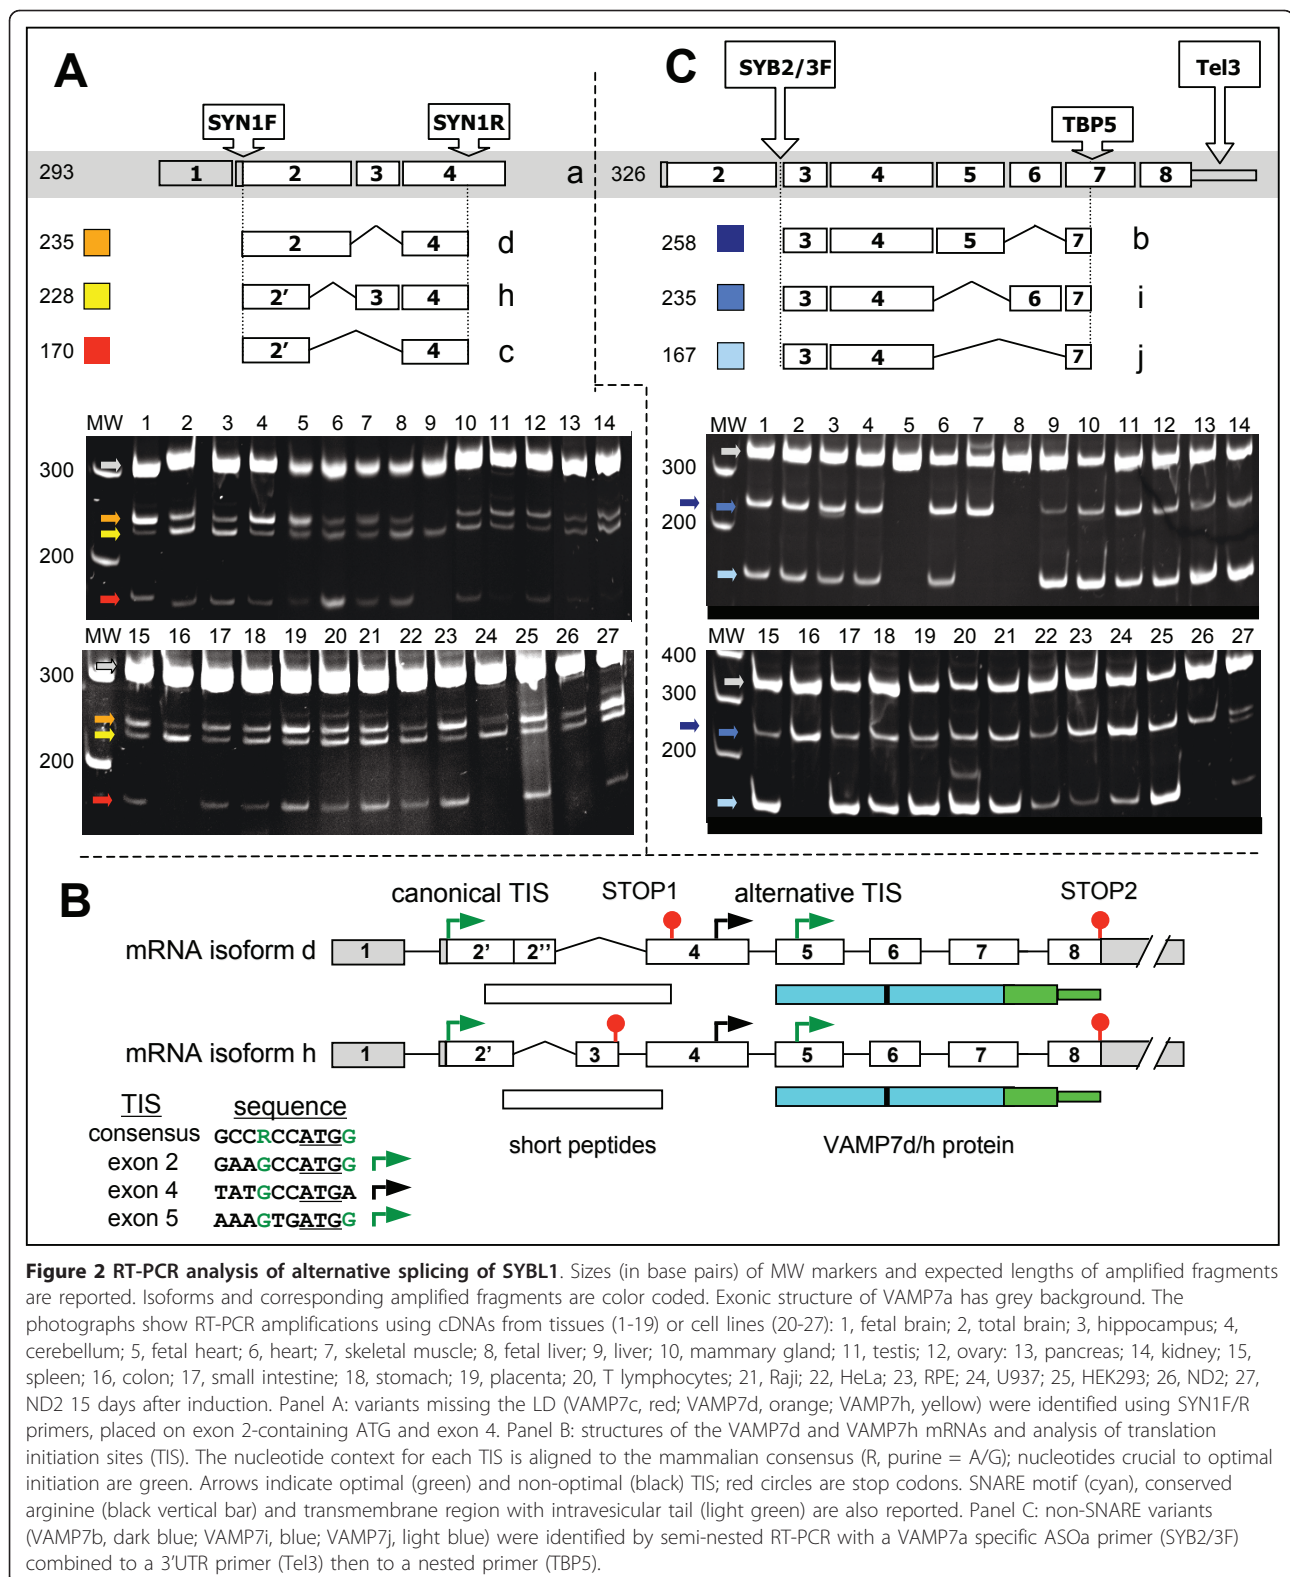 A
C
SYN1F
SYN1R
SYB2/3F
TBP5
Tel3
293 1 2 3 4 a
326 2 3 4 5 6 7 8
235 2 4 d
228 2' 3 4 h
170 2' 4 c
258 3 4 5 7 b
235 3 4 6 7 i
167 3 4 7 j
MW 1 2 3 4 5 6 7 8 9 10 11 12 13 14
300
200
MW 15 16 17 18 19 20 21 22 23 24 25 26 27
300
200
MW 1 2 3 4 5 6 7 8 9 10 11 12 13 14
300
200
MW 15 16 17 18 19 20 21 22 23 24 25 26 27
400
300
200
B
canonical TIS STOP1 alternative TIS STOP2
mRNA isoform d 1 2' 2'' 4 5 6 7 8
mRNA isoform h 1 2' 3 4 5 6 7 8
short peptides VAMP7d/h protein
TIS sequence
consensus GCCRCCATGG
exon 2 GAAGCCATGG
exon 4 TATGCCATGA
exon 5 AAAGTGATGG
Figure 2 RT-PCR analysis of alternative splicing of SYBL1. Sizes (in base pairs) of MW markers and expected lengths of amplified fragments
are reported. Isoforms and corresponding amplified fragments are color coded. Exonic structure of VAMP7a has grey background. The
photographs show RT-PCR amplifications using cDNAs from tissues (1-19) or cell lines (20-27): 1, fetal brain; 2, total brain; 3, hippocampus; 4,
cerebellum; 5, fetal heart; 6, heart; 7, skeletal muscle; 8, fetal liver; 9, liver; 10, mammary gland; 11, testis; 12, ovary: 13, pancreas; 14, kidney; 15,
spleen; 16, colon; 17, small intestine; 18, stomach; 19, placenta; 20, T lymphocytes; 21, Raji; 22, HeLa; 23, RPE; 24, U937; 25, HEK293; 26, ND2; 27,
ND2 15 days after induction. Panel A: variants missing the LD (VAMP7c, red; VAMP7d, orange; VAMP7h, yellow) were identified using SYN1F/R
primers, placed on exon 2-containing ATG and exon 4. Panel B: structures of the VAMP7d and VAMP7h mRNAs and analysis of translation
initiation sites (TIS). The nucleotide context for each TIS is aligned to the mammalian consensus (R, purine = A/G); nucleotides crucial to optimal
initiation are green. Arrows indicate optimal (green) and non-optimal (black) TIS; red circles are stop codons. SNARE motif (cyan), conserved
arginine (black vertical bar) and transmembrane region with intravesicular tail (light green) are also reported. Panel C: non-SNARE variants
(VAMP7b, dark blue; VAMP7i, blue; VAMP7j, light blue) were identified by semi-nested RT-PCR with a VAMP7a specific ASOa primer (SYB2/3F)
combined to a 3'UTR primer (Tel3) then to a nested primer (TBP5).